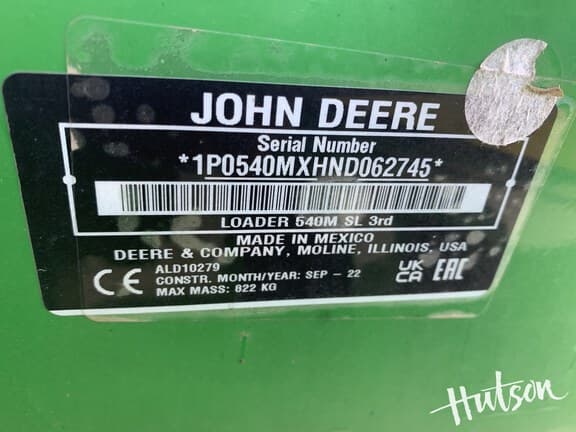 JOHN DEERE
Serial Number
*1P0540MXHND062745*
LOADER 540M SL 3rd
MADE IN MEXICO
DEERE & COMPANY, MOLINE, ILLINOIS, USA
CE ALD10279 UK CA EAC
CONSTR. MONTH/YEAR: SEP - 22
MAX MASS: 822 KG
Hutson